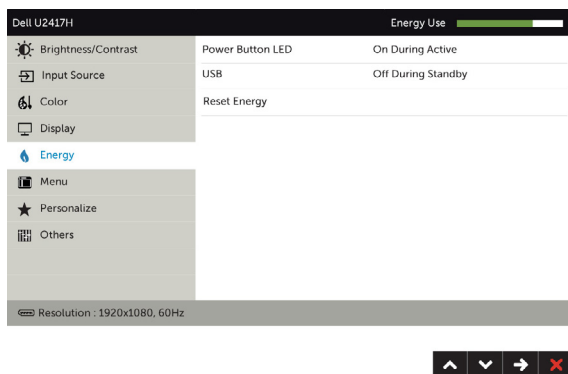 Dell U2417H Energy Use
Brightness/Contrast Power Button LED On During Active
Input Source USB Off During Standby
Color Reset Energy
Display
Energy
Menu
Personalize
Others
Resolution : 1920x1080, 60Hz